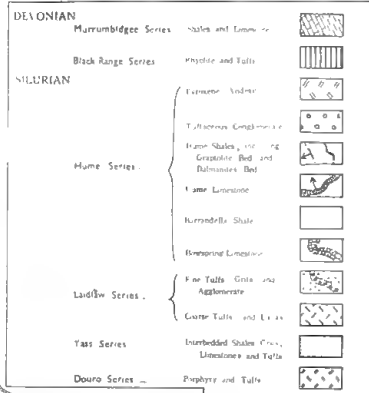 DEVONIAN
Murrumbidgee Series Shales and Limestone
Black Range Series Rhyolite and Tuffs
SILURIAN
Tuffaceous Conglomerate
Hume Shales, including
Graptolite Bed and
Dalmanites Bed
Hume Series
Hume Limestone
Barrandella Shale
Bowspring Limestone
Fine Tuffs Grits and
Agglomerate
Laidlaw Series
Coarse Tuffs and Lavas
Yass Series Interbedded Shales Grits,
Limestones and Tuffs
Douro Series Porphyry and Tuffs